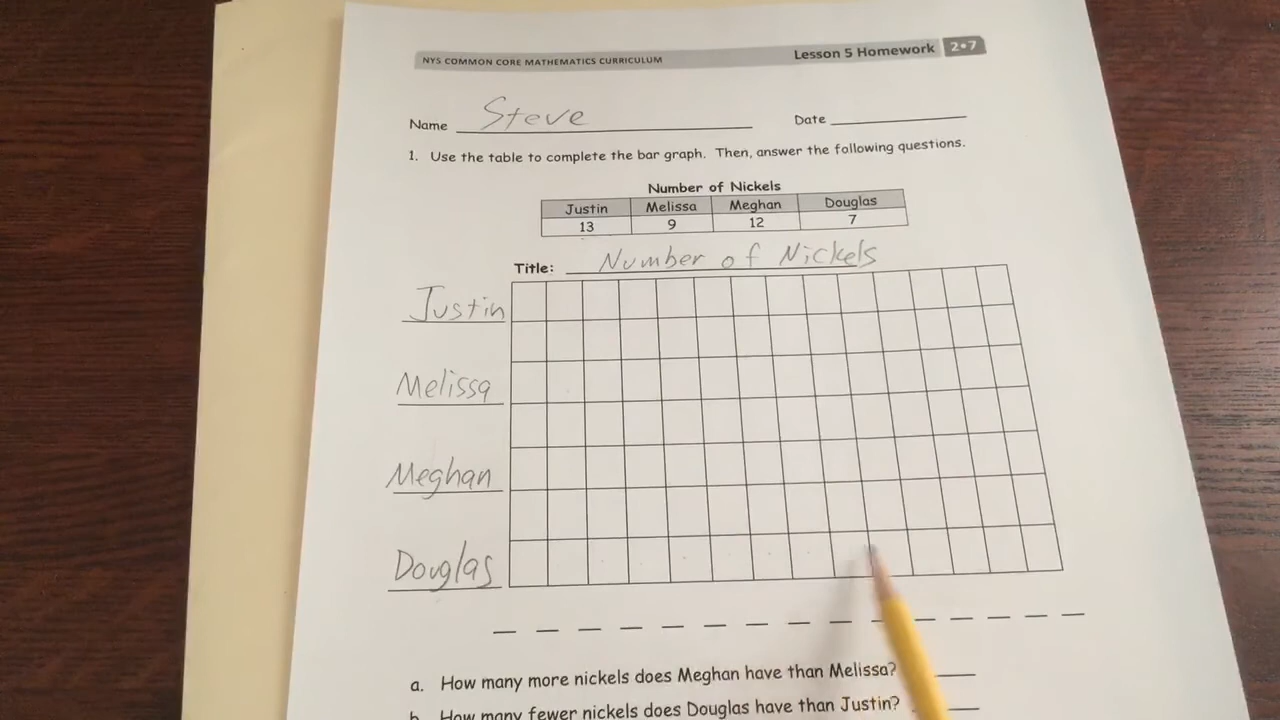 NYS COMMON CORE MATHEMATICS CURRICULUM Lesson 5 Homework 2•7
Name Steve Date
1. Use the table to complete the bar graph. Then, answer the following questions.
Number of Nickels
Justin Melissa Meghan Douglas
13 9 12 7
Title: Number of Nickels
Justin
Melissa
Meghan
Douglas
a. How many more nickels does Meghan have than Melissa?
b. How many fewer nickels does Douglas have than Justin?